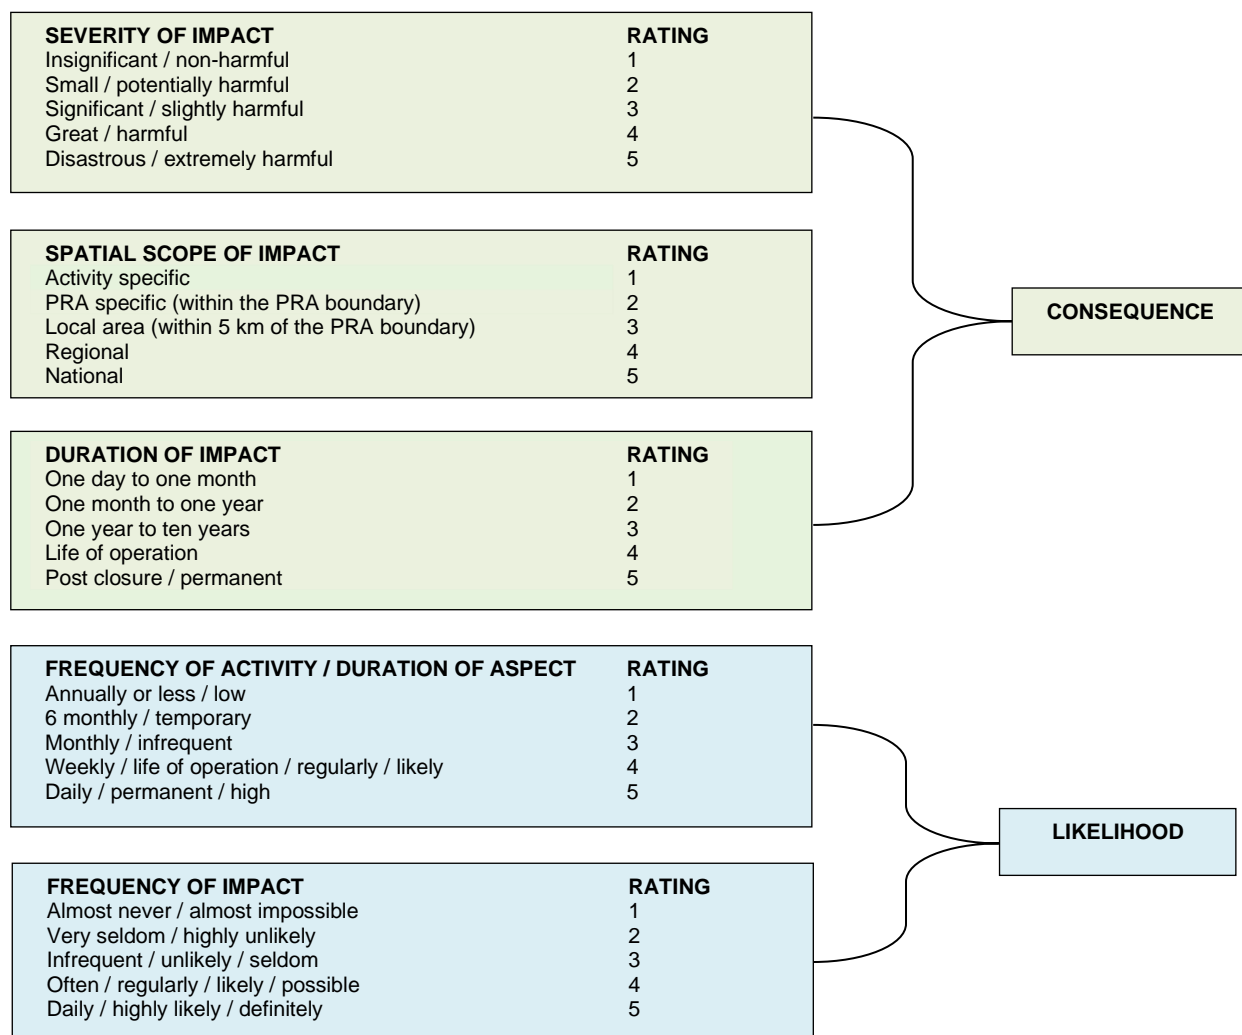 SEVERITY OF IMPACT RATING
Insignificant / non-harmful 1
Small / potentially harmful 2
Significant / slightly harmful 3
Great / harmful 4
Disastrous / extremely harmful 5
SPATIAL SCOPE OF IMPACT RATING
Activity specific 1
PRA specific (within the PRA boundary) 2
Local area (within 5 km of the PRA boundary) 3
Regional 4
National 5
CONSEQUENCE
DURATION OF IMPACT RATING
One day to one month 1
One month to one year 2
One year to ten years 3
Life of operation 4
Post closure / permanent 5
FREQUENCY OF ACTIVITY / DURATION OF ASPECT RATING
Annually or less / low 1
6 monthly / temporary 2
Monthly / infrequent 3
Weekly / life of operation / regularly / likely 4
Daily / permanent / high 5
LIKELIHOOD
FREQUENCY OF IMPACT RATING
Almost never / almost impossible 1
Very seldom / highly unlikely 2
Infrequent / unlikely / seldom 3
Often / regularly / likely / possible 4
Daily / highly likely / definitely 5